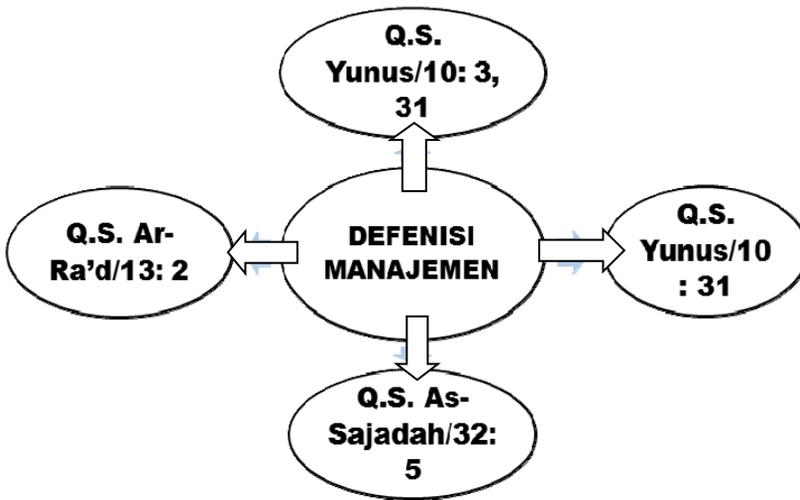 Q.S.
Yunus/10: 3,
31
Q.S. Ar-
Ra’d/13: 2
DEFENISI
MANAJEMEN
Q.S.
Yunus/10
: 31
Q.S. As-
Sajadah/32:
5